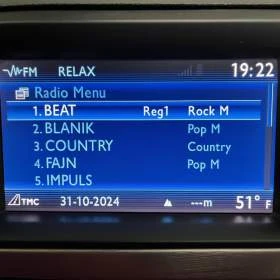 FM RELAX 19:22
Radio Menu
1. BEAT Reg1 Rock M
2. BLANIK Pop M
3. COUNTRY Country
4. FAJN Pop M
5. IMPULS
TMC 31-10-2024 ---m 51° F